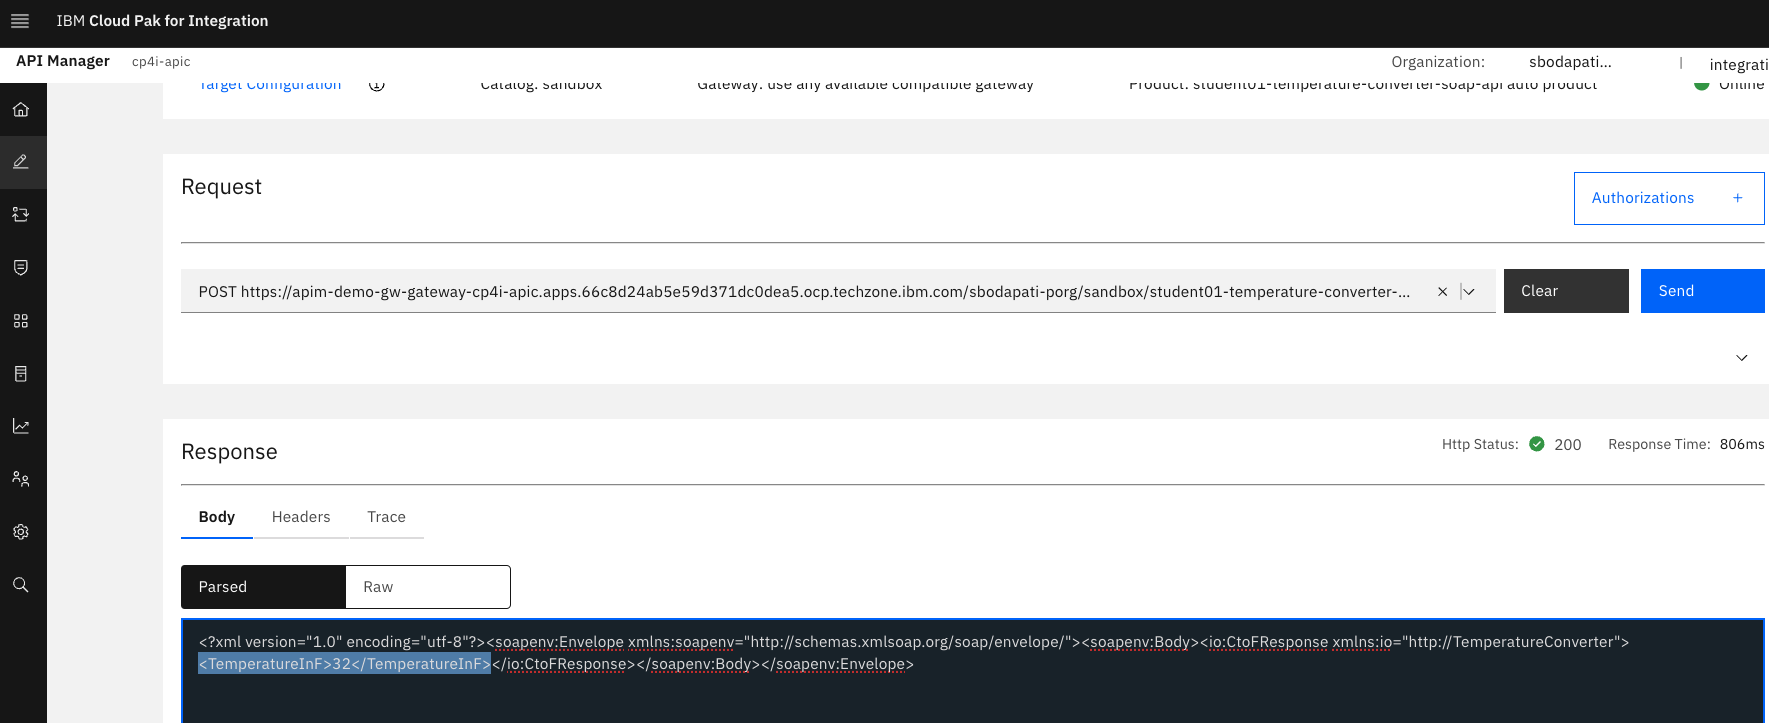 IBM Cloud Pak for Integration
API Manager cp4i-apic Organization: sbodapati... | integrati
Target Configuration Catalog: sandbox Gateway: use any available compatible gateway Product: student01-temperature-converter-soap-api auto product Online
Request
Authorizations +
POST https://apim-demo-gw-gateway-cp4i-apic.apps.66c8d24ab5e59d371dc0dea5.ocp.techzone.ibm.com/sbodapati-porg/sandbox/student01-temperature-converter-... Clear Send
Response Http Status: 200 Response Time: 806ms
Body Headers Trace
Parsed Raw
<?xml version="1.0" encoding="utf-8"?><soapenv:Envelope xmlns:soapenv="http://schemas.xmlsoap.org/soap/envelope/"><soapenv:Body><io:CtoFResponse xmlns:io="http://TemperatureConverter">
<TemperatureInF>32</TemperatureInF></io:CtoFResponse></soapenv:Body></soapenv:Envelope>